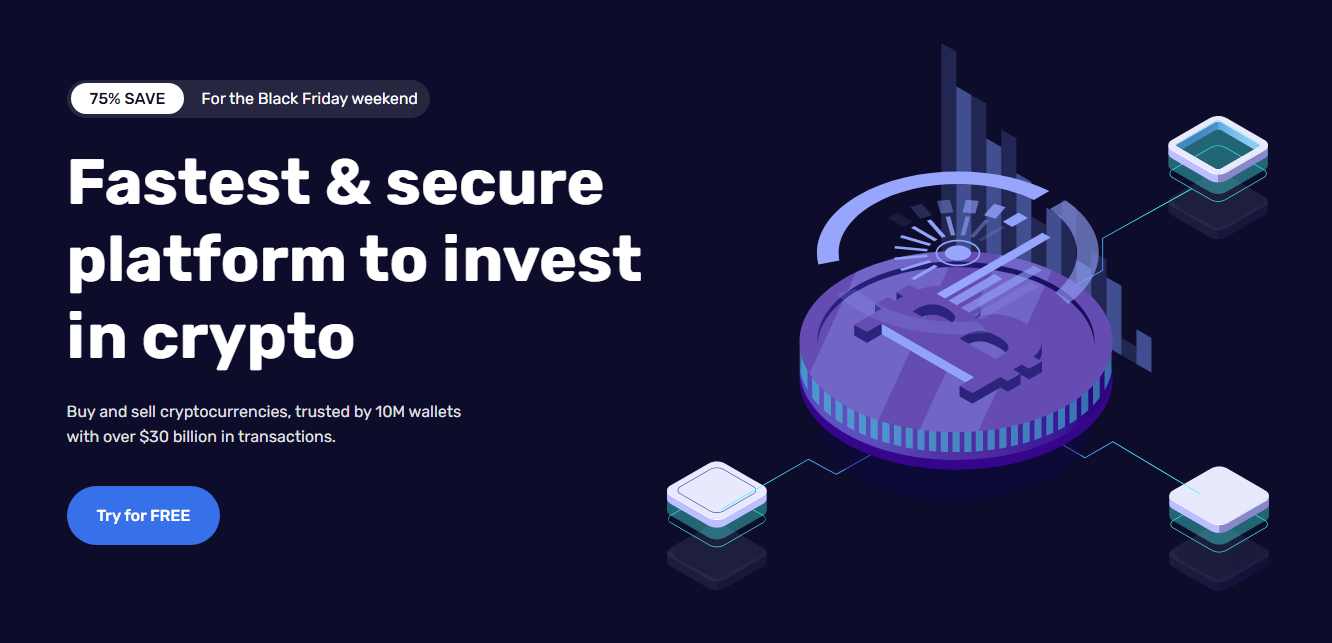 75% SAVE For the Black Friday weekend
Fastest & secure
platform to invest
in crypto
Buy and sell cryptocurrencies, trusted by 10M wallets
with over $30 billion in transactions.
Try for FREE